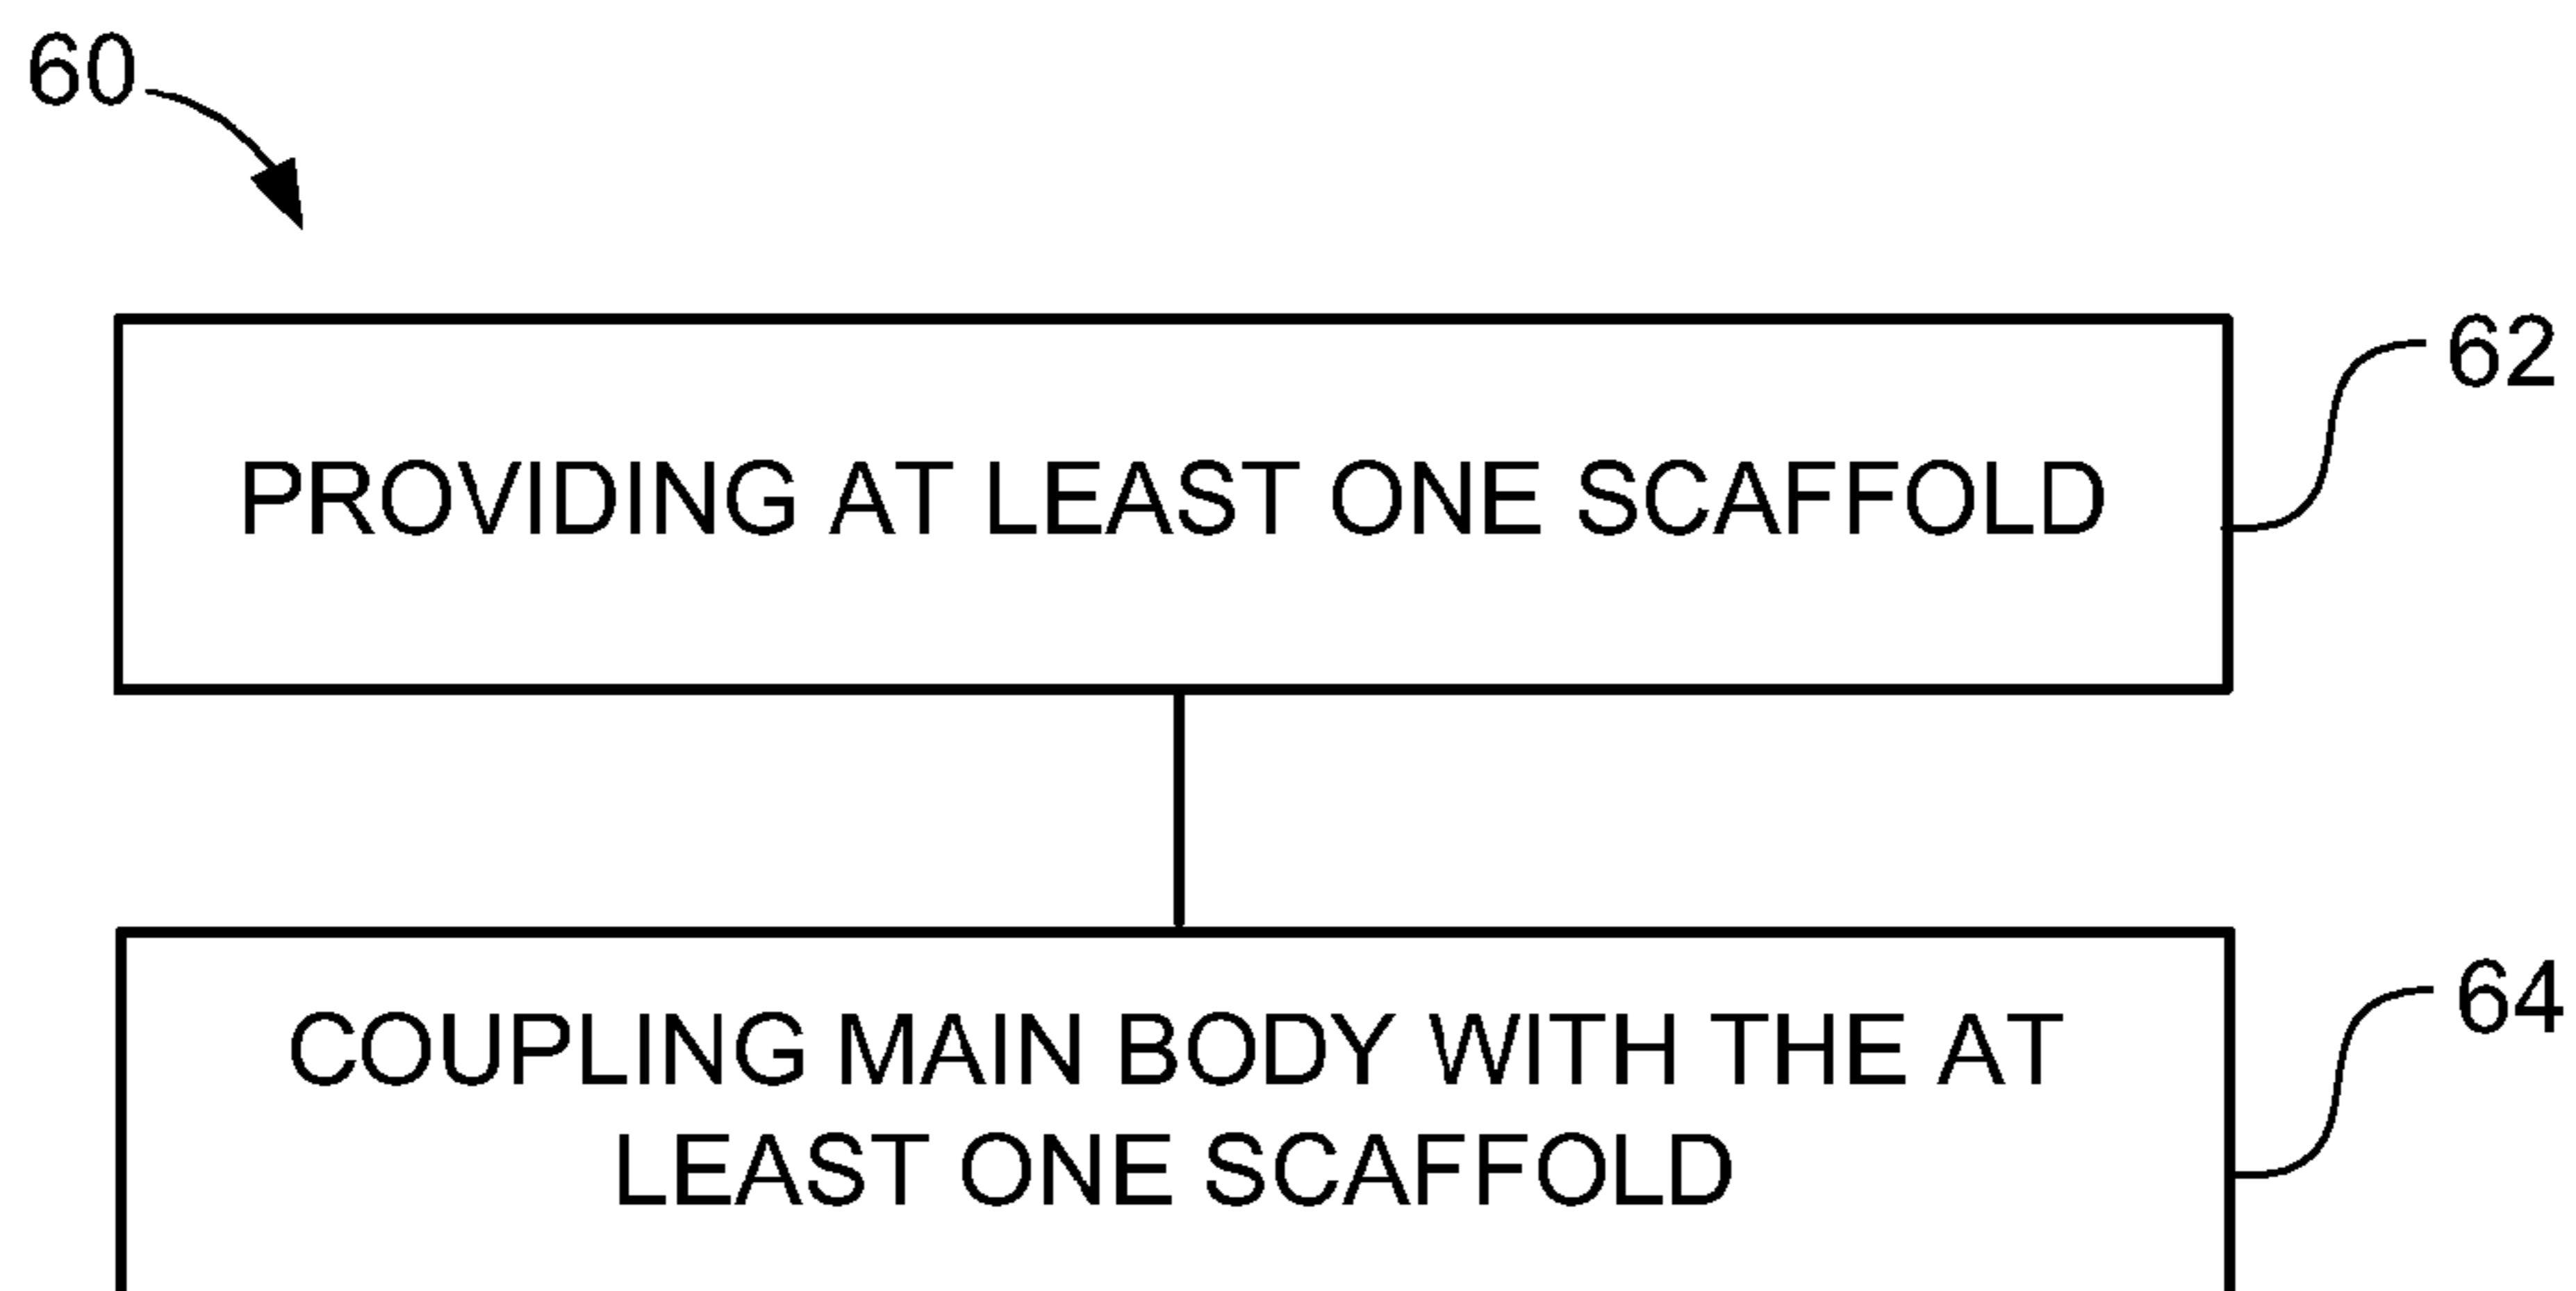 60
62
PROVIDING AT LEAST ONE SCAFFOLD
64
COUPLING MAIN BODY WITH THE AT
LEAST ONE SCAFFOLD